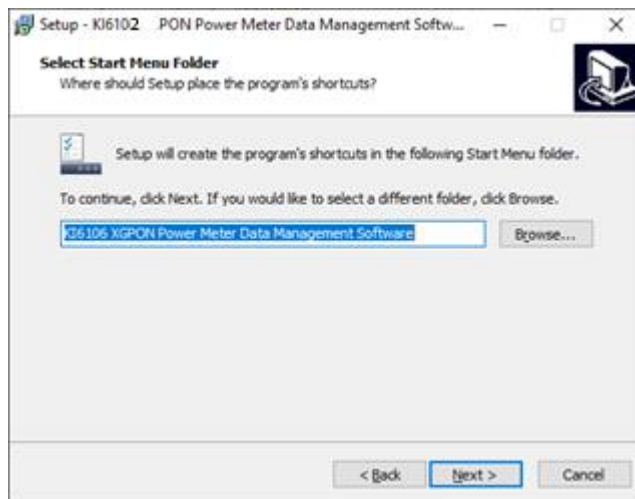 Setup - KI6102 PON Power Meter Data Management Softw...
Select Start Menu Folder
Where should Setup place the program's shortcuts?
Setup will create the program's shortcuts in the following Start Menu folder.
To continue, click Next. If you would like to select a different folder, click Browse.
KI6106 XGPON Power Meter Data Management Software
Browse...
< Back
Next >
Cancel